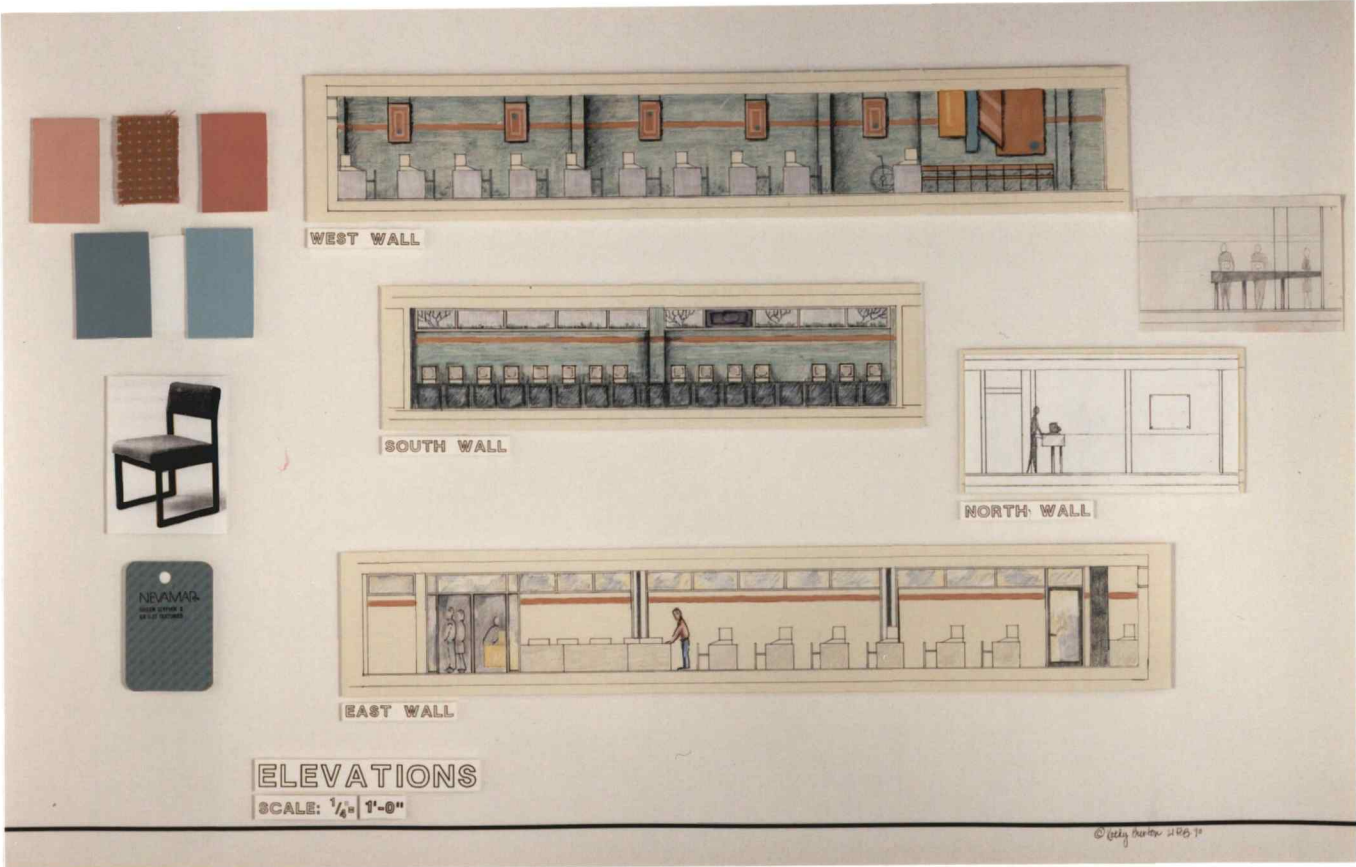 WEST WALL
SOUTH WALL
NORTH WALL
NEVAMAR
EAST WALL
ELEVATIONS
SCALE: 1/4"= 1'-0"
©